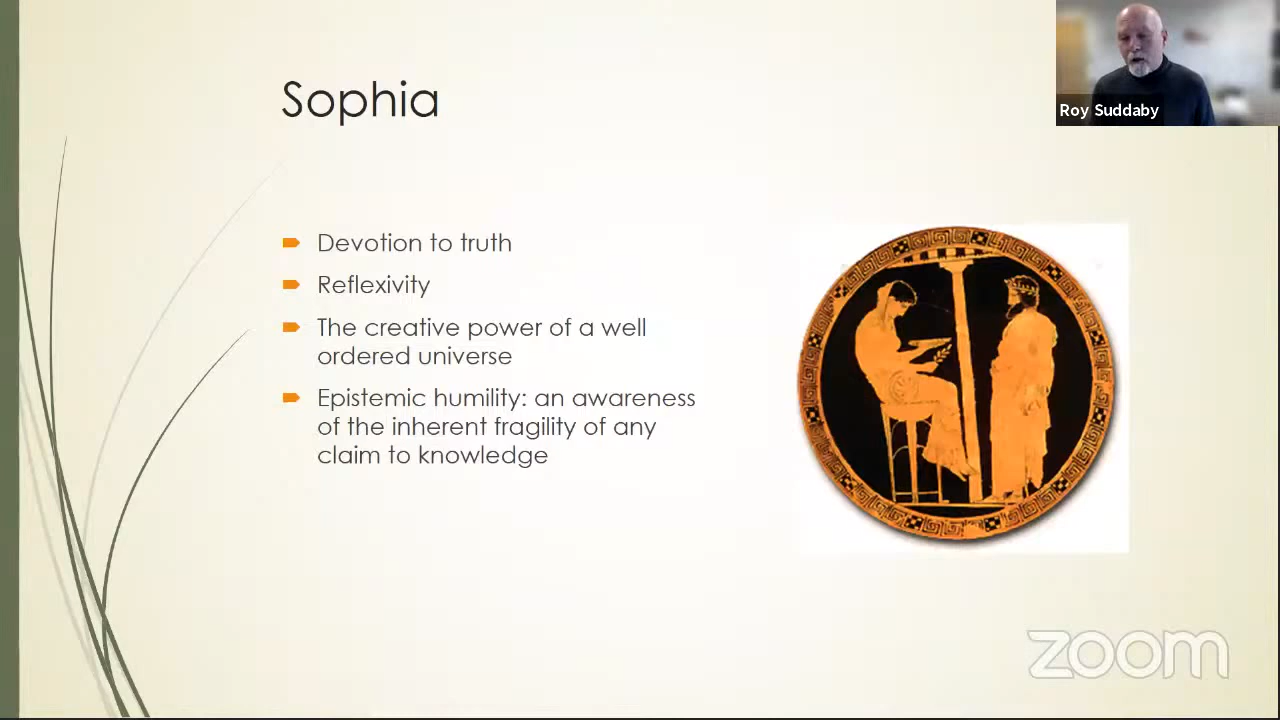 Sophia
Roy Suddaby
Devotion to truth
Reflexivity
The creative power of a well
ordered universe
Epistemic humility: an awareness
of the inherent fragility of any
claim to knowledge
zoom